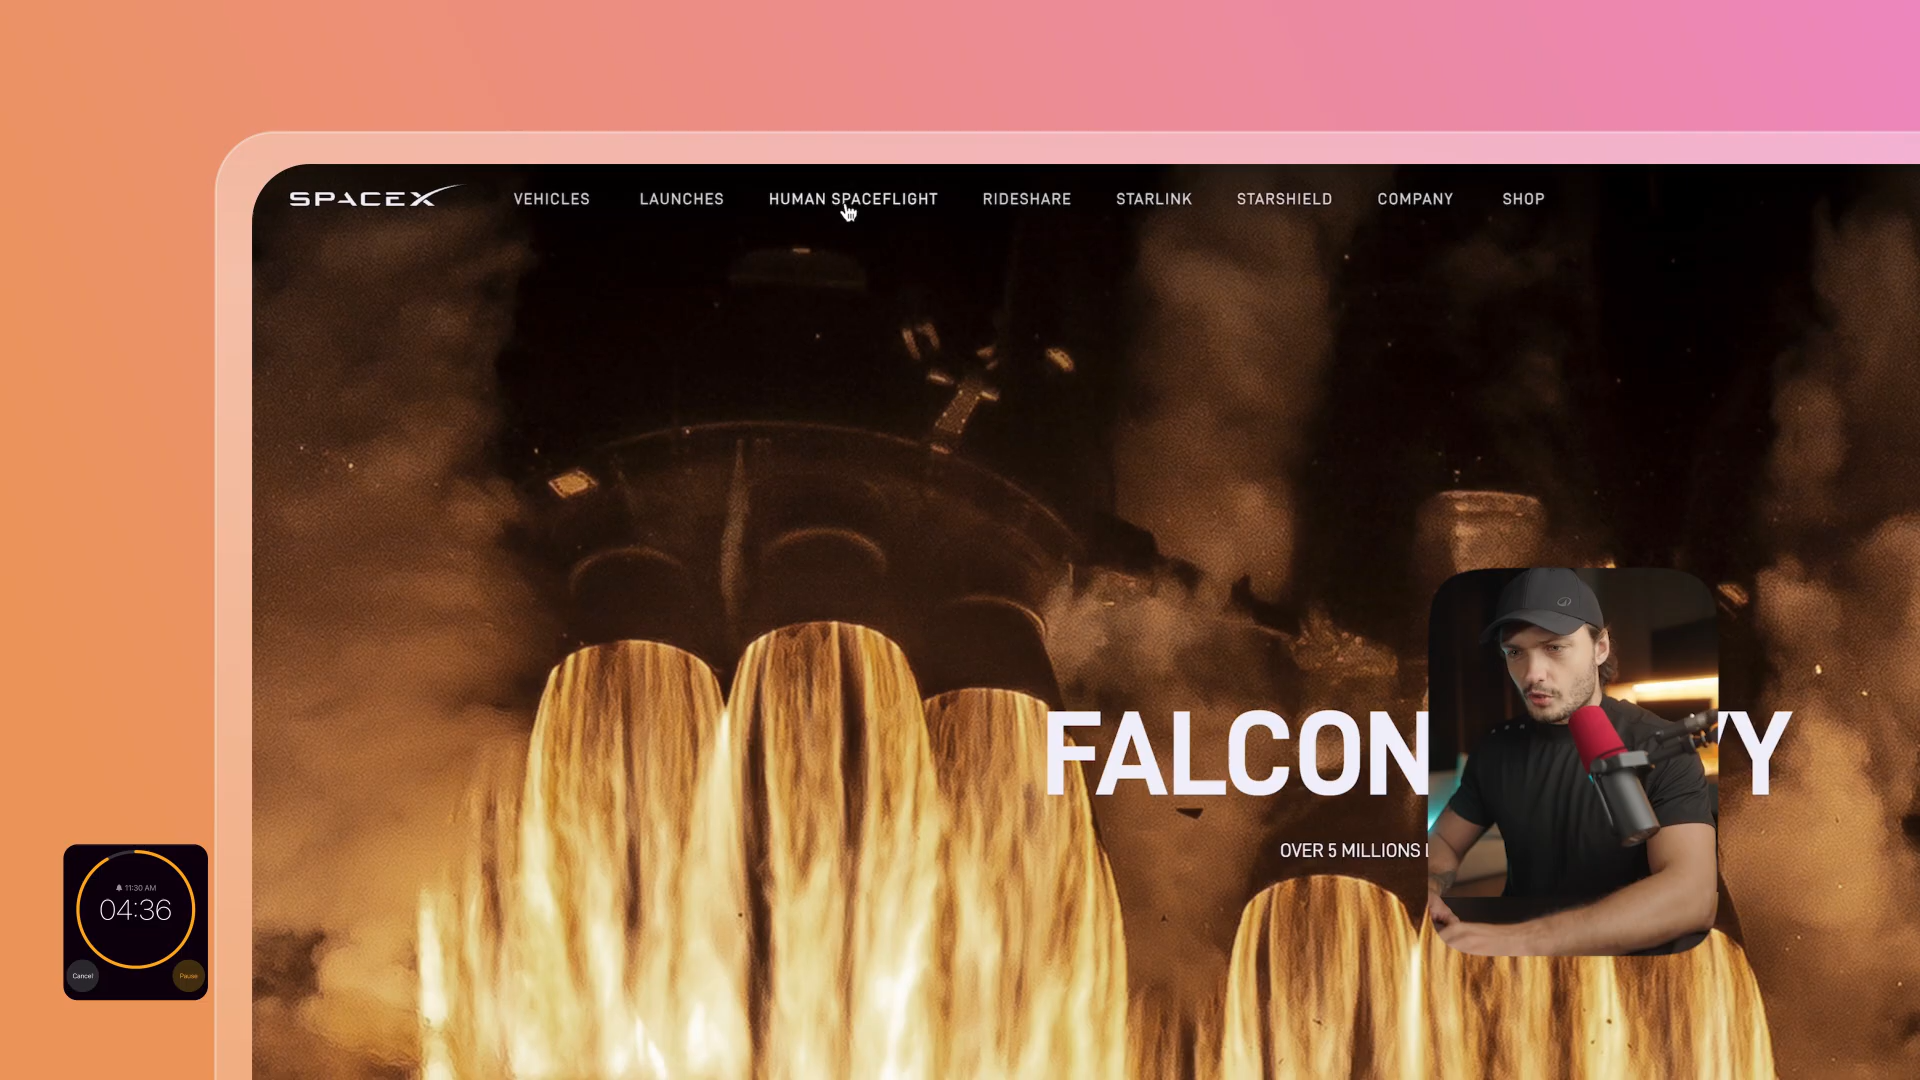 SPACEX
VEHICLES LAUNCHES HUMAN SPACEFLIGHT RIDESHARE STARLINK STARSHIELD COMPANY SHOP
FALCON VY
OVER 5 MILLIONS
11:30 AM
04:36
Cancel Pause